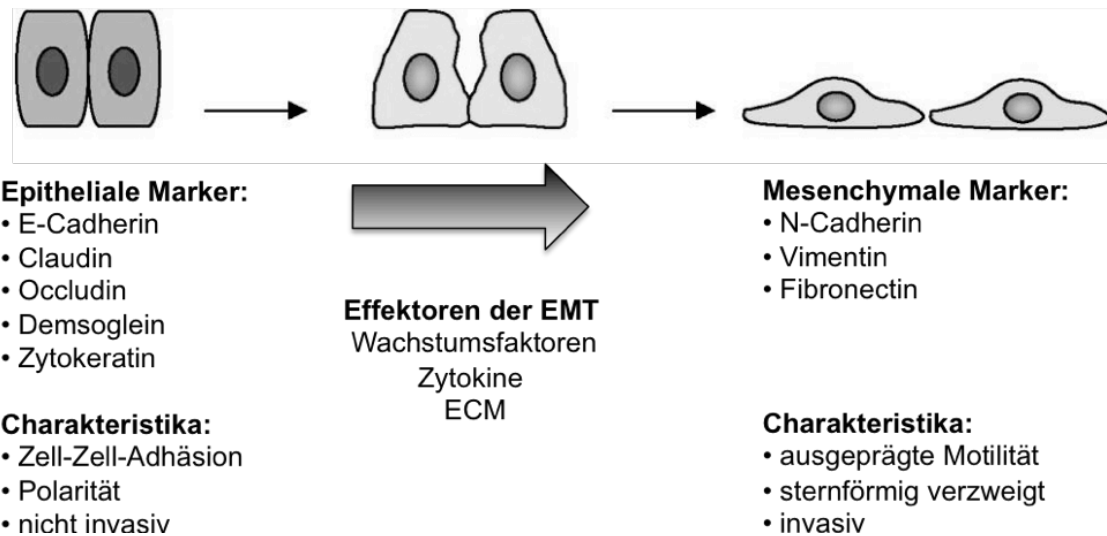 Epitheliale Marker:
• E-Cadherin
• Claudin
• Occludin
• Demsoglein
• Zytokeratin
Charakteristika:
• Zell-Zell-Adhäsion
• Polarität
• nicht invasiv
Effektoren der EMT
Wachstumsfaktoren
Zytokine
ECM
Mesenchymale Marker:
• N-Cadherin
• Vimentin
• Fibronectin
Charakteristika:
• ausgeprägte Motilität
• sternförmig verzweigt
• invasiv